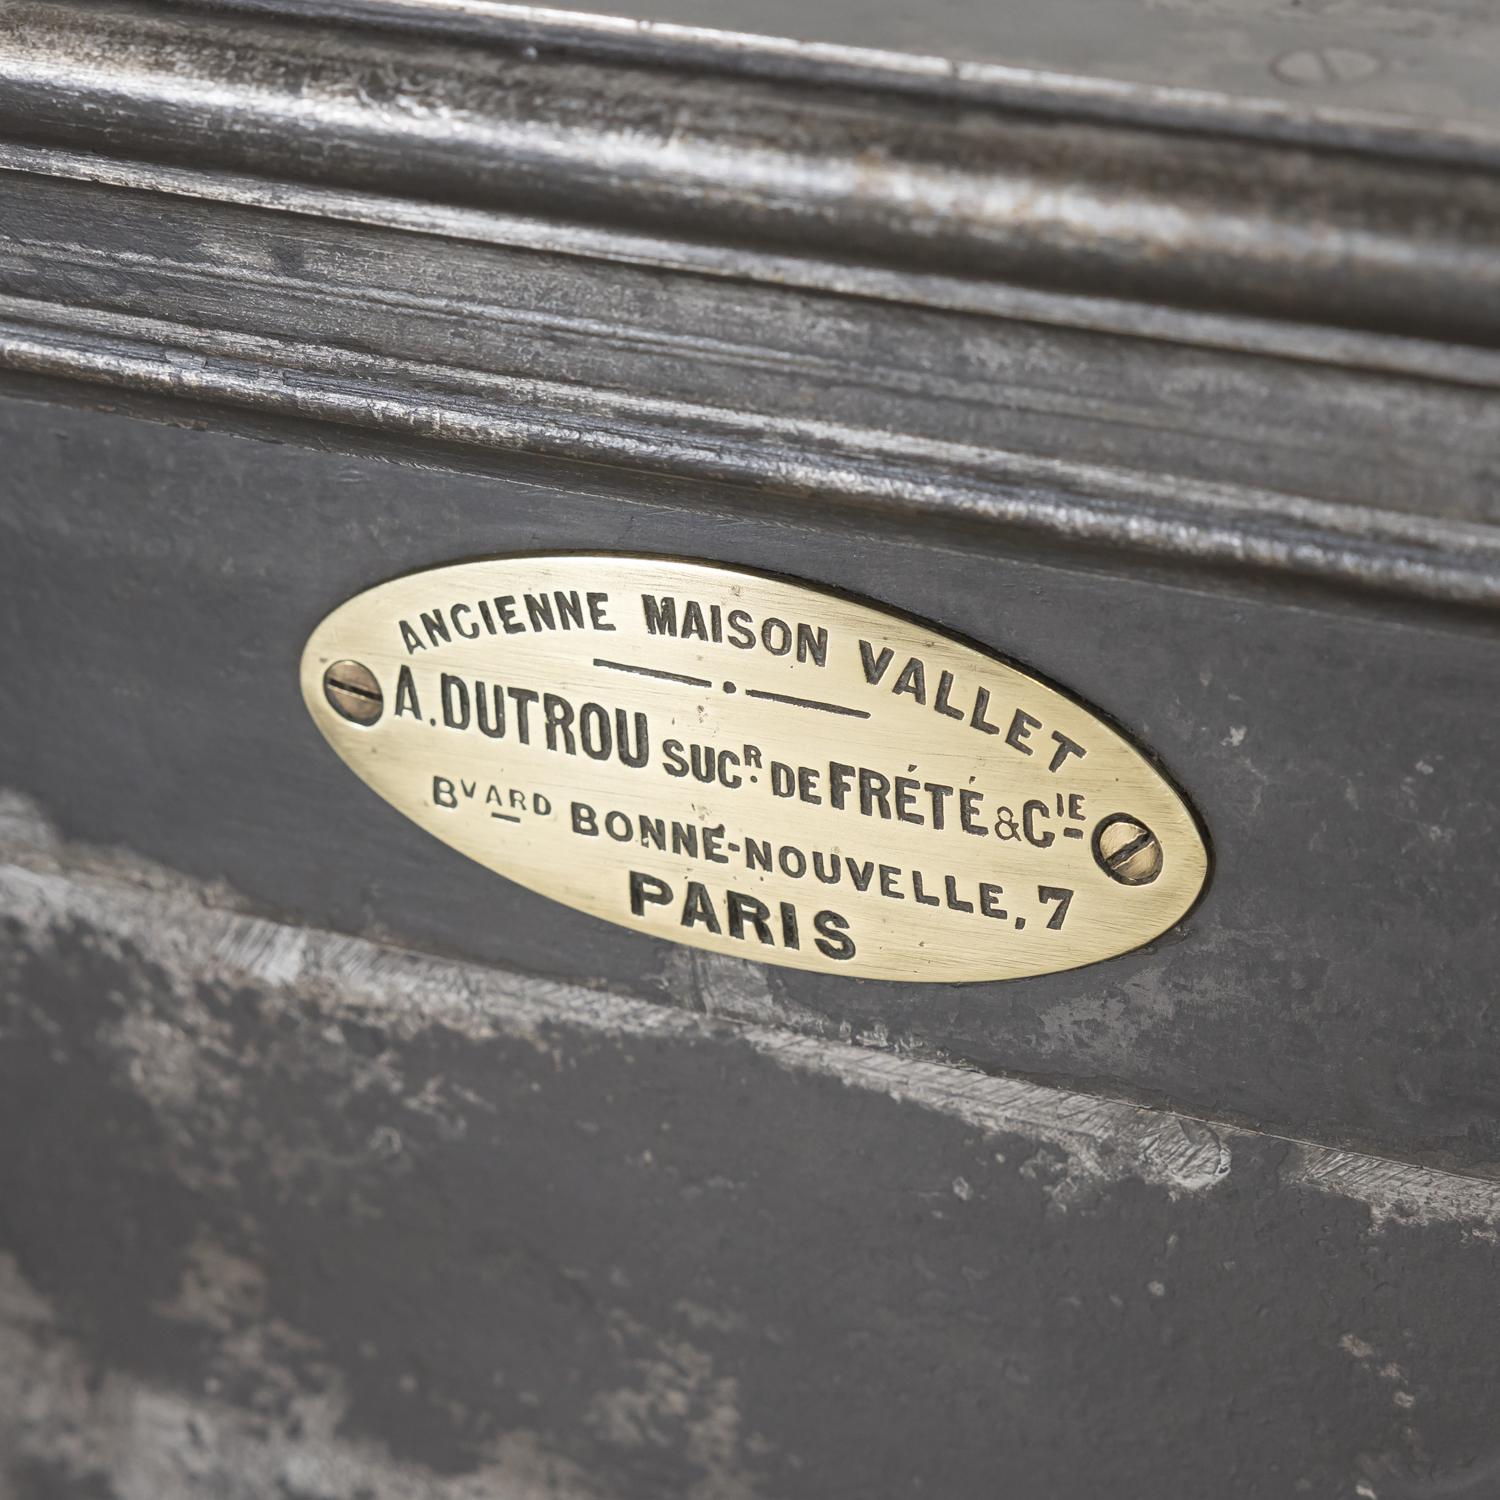 ANCIENNE MAISON VALLET
A. DUTROU SUCR. DE FRÉTÉ & CIE
BVARD BONNE-NOUVELLE, 7
PARIS